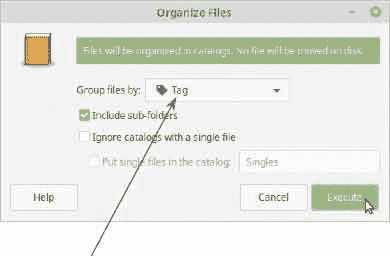 Organize Files
Files will be organized in catalogs. No file will be moved on disk.
Group files by: Tag
Include sub-folders
Ignore catalogs with a single file
Put single files in the catalog: Singles
Help Cancel Execute